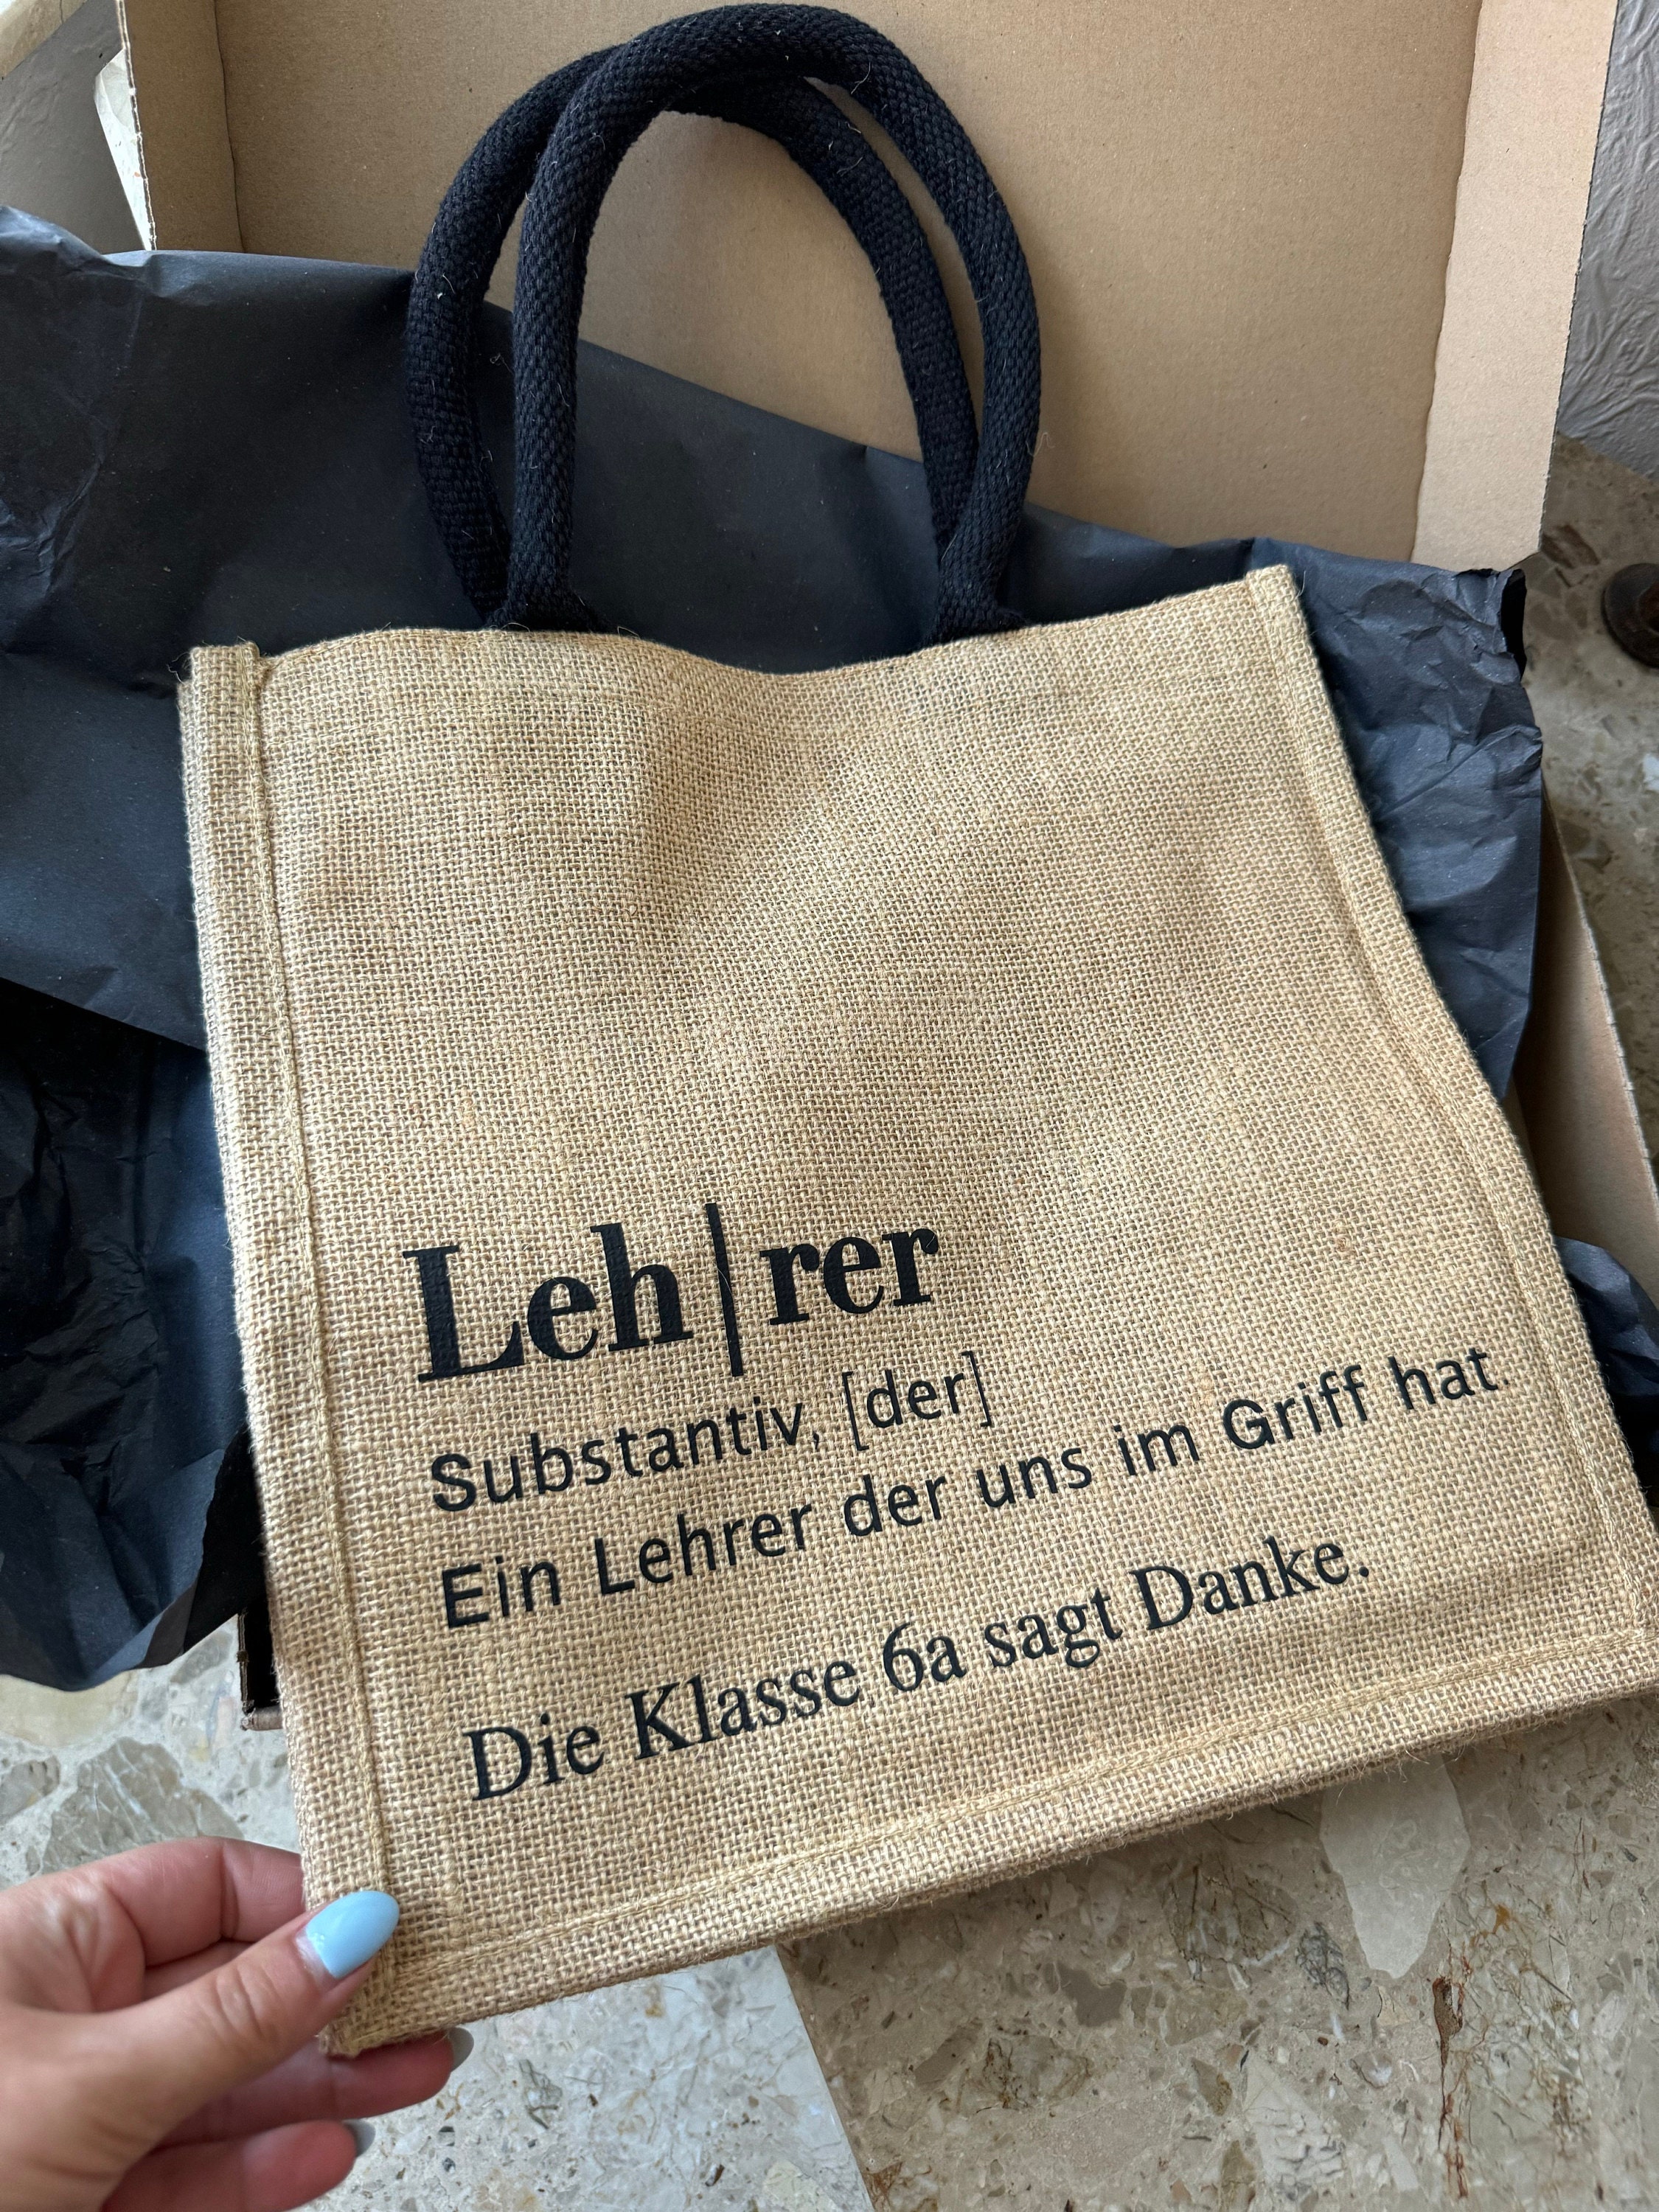 Leh|rer
Substantiv, [der]
Ein Lehrer der uns im Griff hat.
Die Klasse 6a sagt Danke.